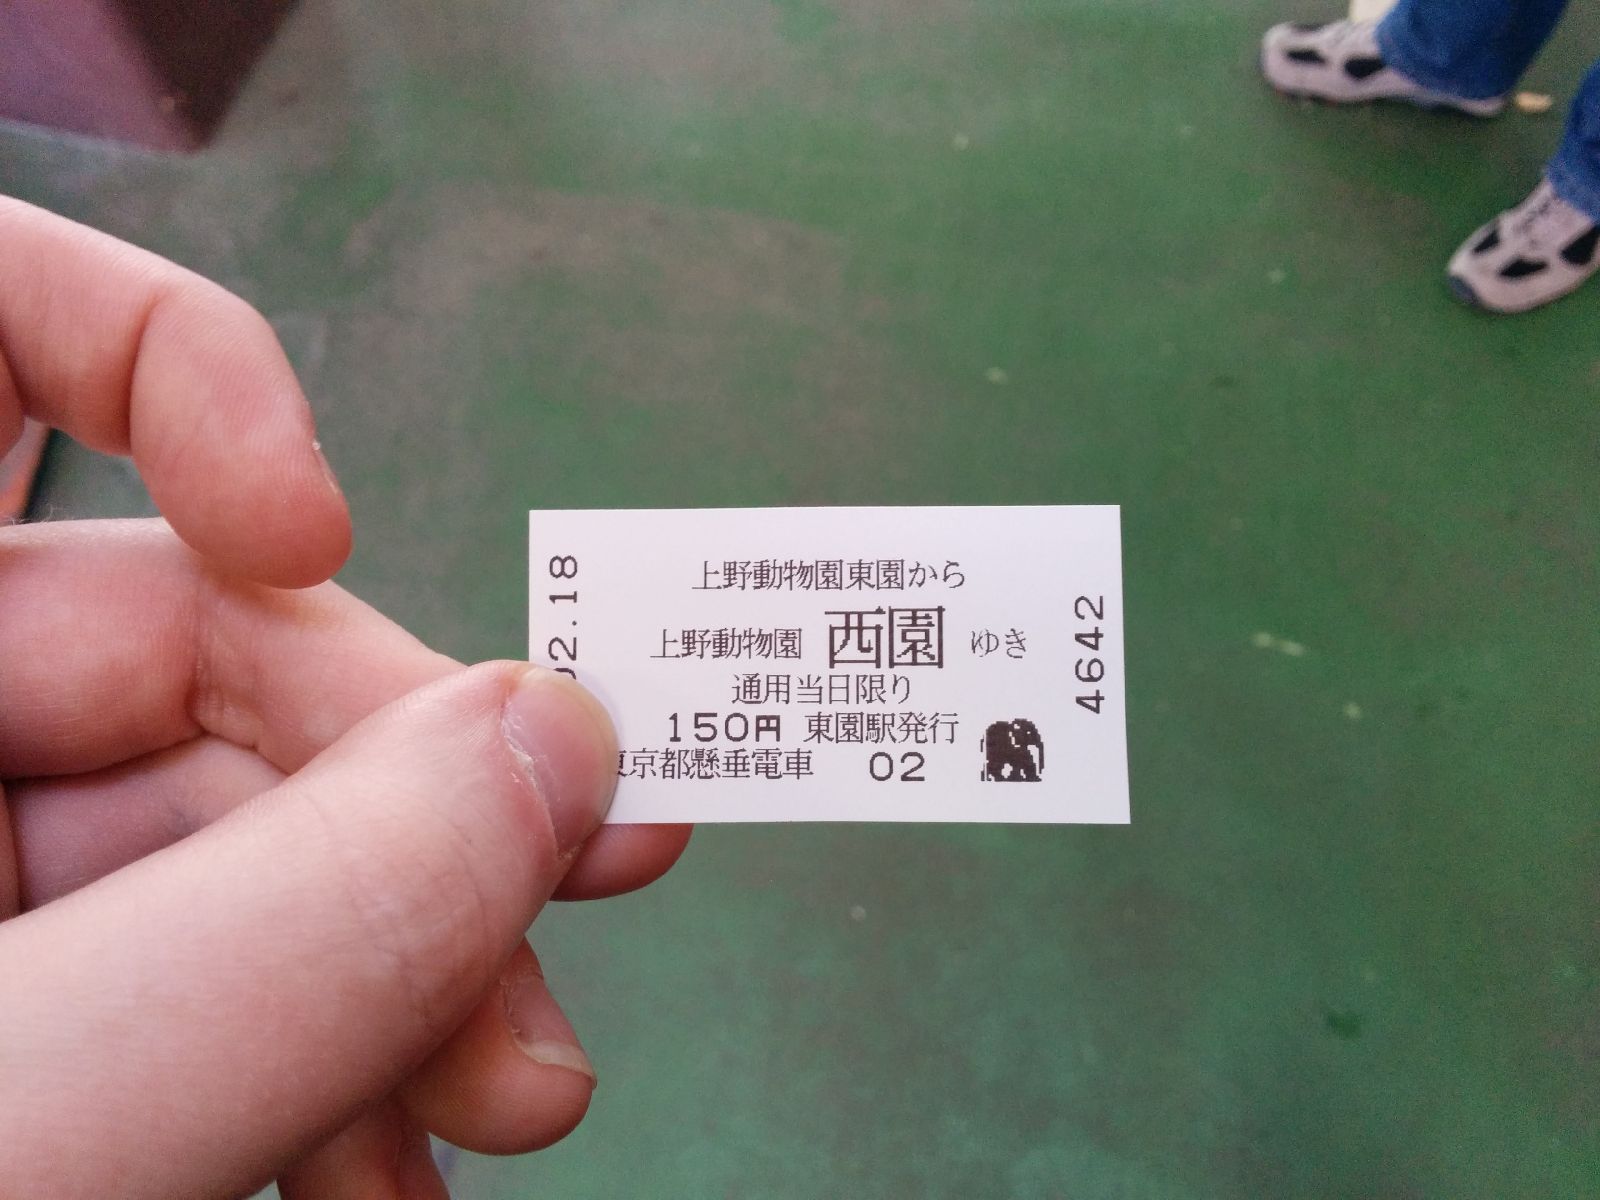 02.18
上野動物園東園から
上野動物園 西園 ゆき
通用当日限り
150円 東園駅発行
東京都懸垂電車 02
4642